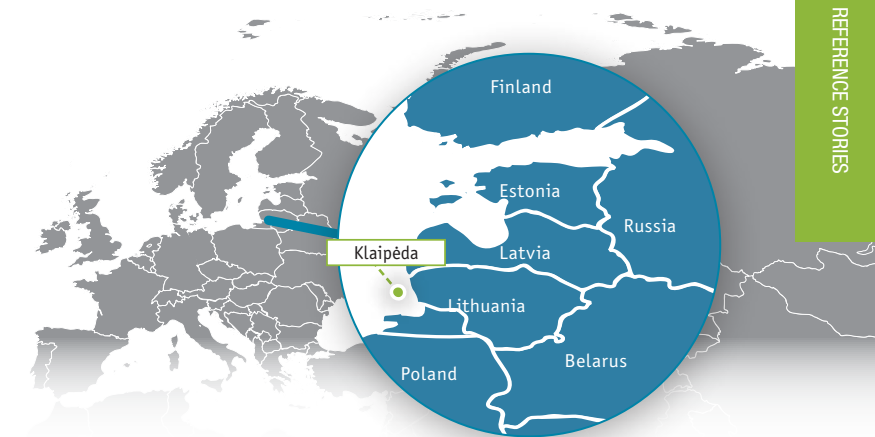 REFERENCE STORIES
Finland
Estonia
Russia
Klaipėda
Latvia
Lithuania
Belarus
Poland